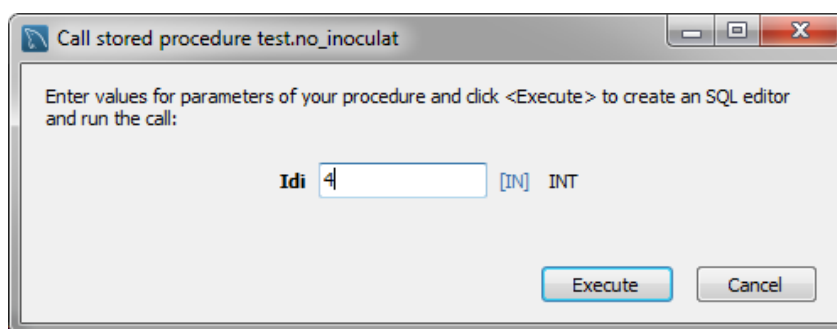 Call stored procedure test.no_inoculat
Enter values for parameters of your procedure and click <Execute> to create an SQL editor
and run the call:
Idi 4 [IN] INT
Execute Cancel